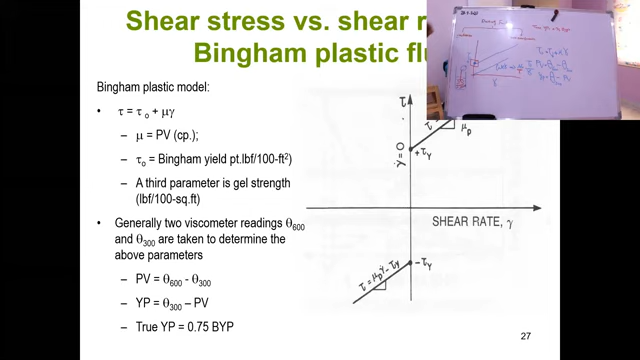 Shear stress vs. shear r
Bingham plastic fl
Bingham plastic model:
• τ = τ o + μγ
– μ = PV (cp.);
– τo = Bingham yield pt.lbf/100-ft²)
– A third parameter is gel strength
(lbf/100-sq.ft)
• Generally two viscometer readings θ600
and θ300 are taken to determine the
above parameters
– PV = θ600 - θ300
– YP = θ300 – PV
– True YP = 0.75 BYP
τ
τ =
μp
γ̇ = 0
+ τY
SHEAR RATE, γ
– τY
τ = μp γ̇ – τY
27